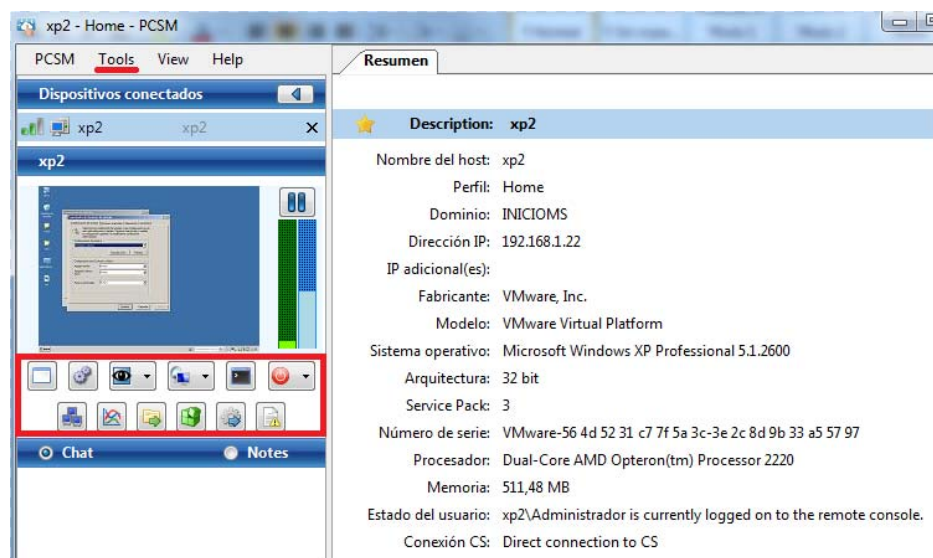 xp2 - Home - PCSM
PCSM Tools View Help
Dispositivos conectados
xp2 xp2
xp2
Chat Notes
Resumen
Description: xp2
Nombre del host: xp2
Perfil: Home
Dominio: INICIOMS
Dirección IP: 192.168.1.22
IP adicional(es):
Fabricante: VMware, Inc.
Modelo: VMware Virtual Platform
Sistema operativo: Microsoft Windows XP Professional 5.1.2600
Arquitectura: 32 bit
Service Pack: 3
Número de serie: VMware-56 4d 52 31 c7 7f 5a 3c-3e 2c 8d 9b 33 a5 57 97
Procesador: Dual-Core AMD Opteron(tm) Processor 2220
Memoria: 511,48 MB
Estado del usuario: xp2\Administrador is currently logged on to the remote console.
Conexión CS: Direct connection to CS